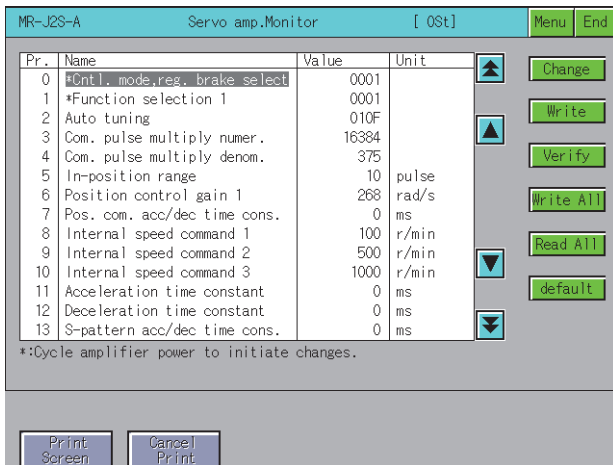 MR-J2S-A Servo amp.Monitor [ OSt] Menu End
Pr. Name Value Unit
0 *Cntl. mode,reg. brake select 0001
1 *Function selection 1 0001
2 Auto tuning 010F
3 Com. pulse multiply numer. 16384
4 Com. pulse multiply denom. 375
5 In-position range 10 pulse
6 Position control gain 1 268 rad/s
7 Pos. com. acc/dec time cons. 0 ms
8 Internal speed command 1 100 r/min
9 Internal speed command 2 500 r/min
10 Internal speed command 3 1000 r/min
11 Acceleration time constant 0 ms
12 Deceleration time constant 0 ms
13 S-pattern acc/dec time cons. 0 ms
*:Cycle amplifier power to initiate changes.
Change
Write
Verify
Write All
Read All
default
Print
Screen
Cancel
Print